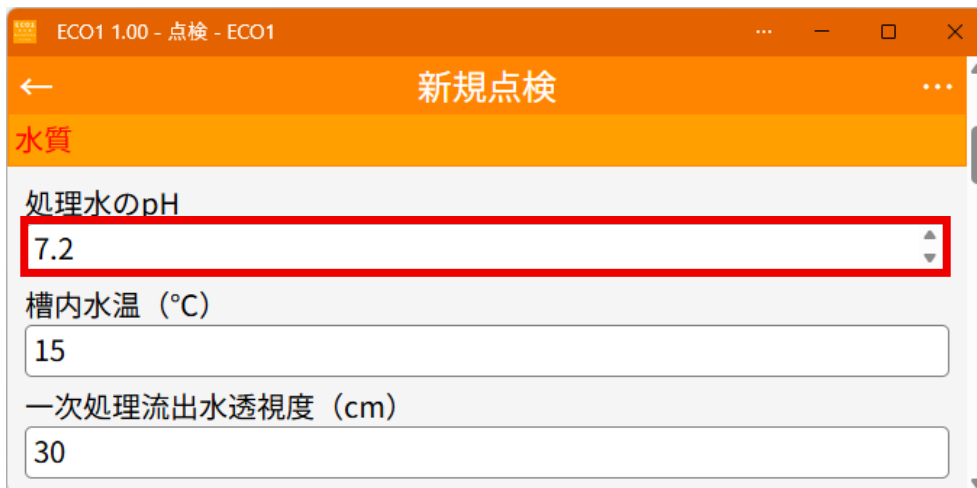 ECO1 1.00 - 点検 - ECO1
新規点検
水質
処理水のpH
7.2
槽内水温（℃）
15
一次処理流出水透視度（cm）
30